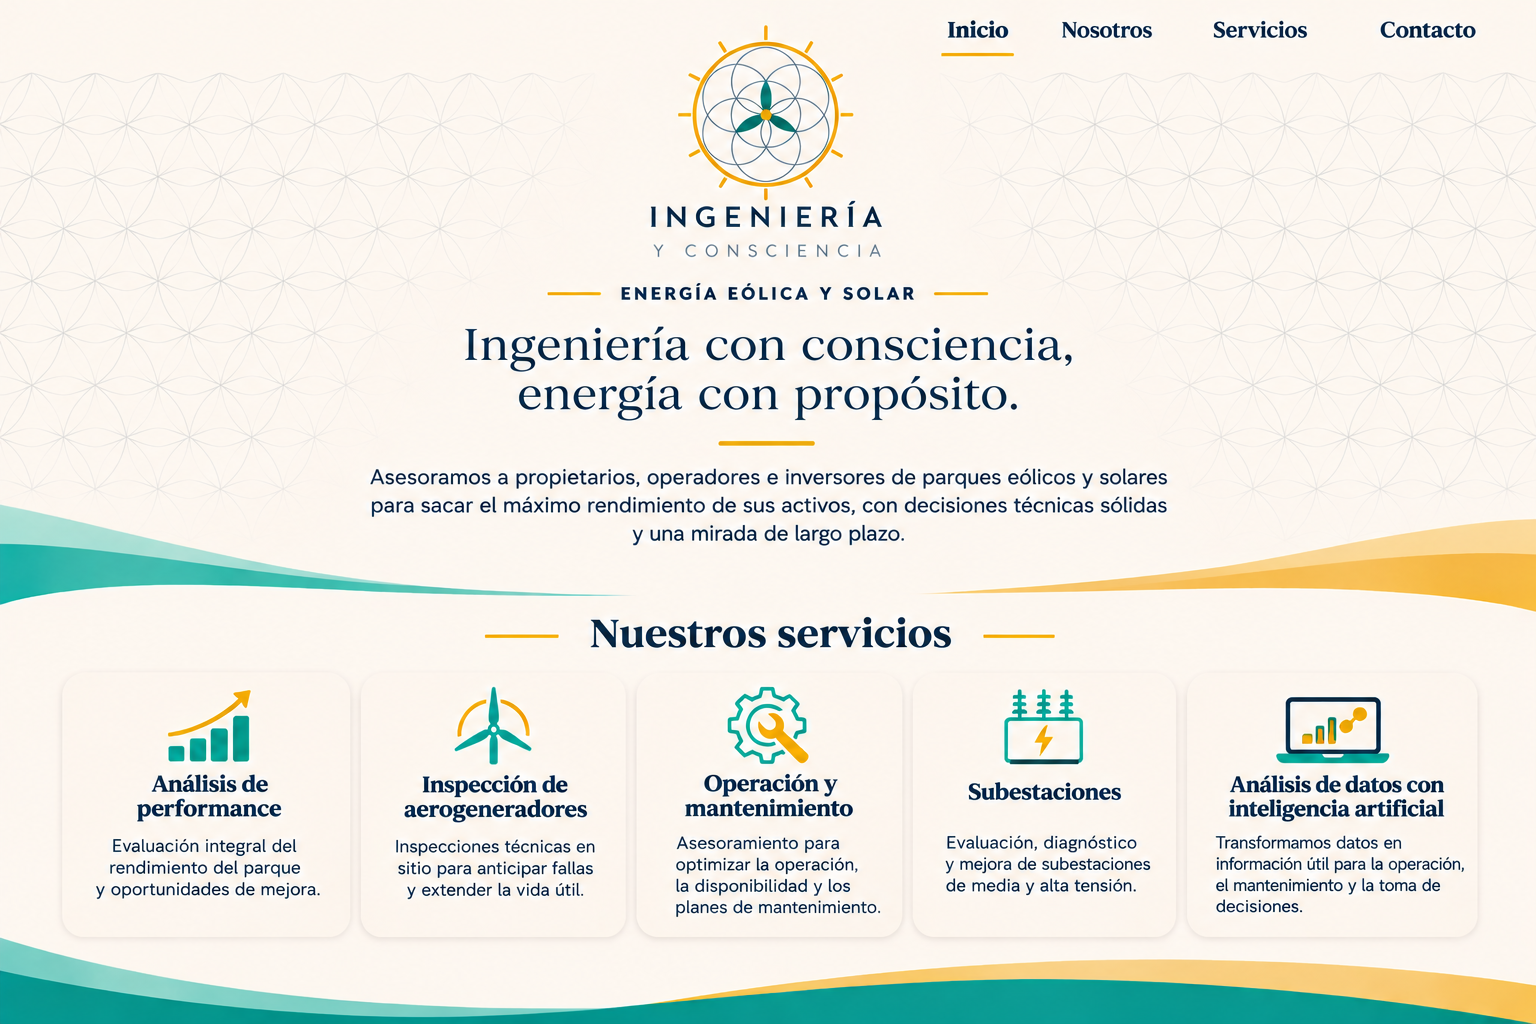 Inicio
Nosotros
Servicios
Contacto
INGENIERÍA
Y CONSCIENCIA
ENERGÍA EÓLICA Y SOLAR
Ingeniería con consciencia,
energía con propósito.
Asesoramos a propietarios, operadores e inversores de parques eólicos y solares
para sacar el máximo rendimiento de sus activos, con decisiones técnicas sólidas
y una mirada de largo plazo.
Nuestros servicios
Análisis de
performance
Evaluación integral del
rendimiento del parque
y oportunidades de mejora.
Inspección de
aerogeneradores
Inspecciones técnicas en
sitio para anticipar fallas
y extender la vida útil.
Operación y
mantenimiento
Asesoramiento para
optimizar la operación,
la disponibilidad y los
planes de mantenimiento.
Subestaciones
Evaluación, diagnóstico
y mejora de subestaciones
de media y alta tensión.
Análisis de datos con
inteligencia artificial
Transformamos datos en
información útil para la operación,
el mantenimiento y la toma de
decisiones.